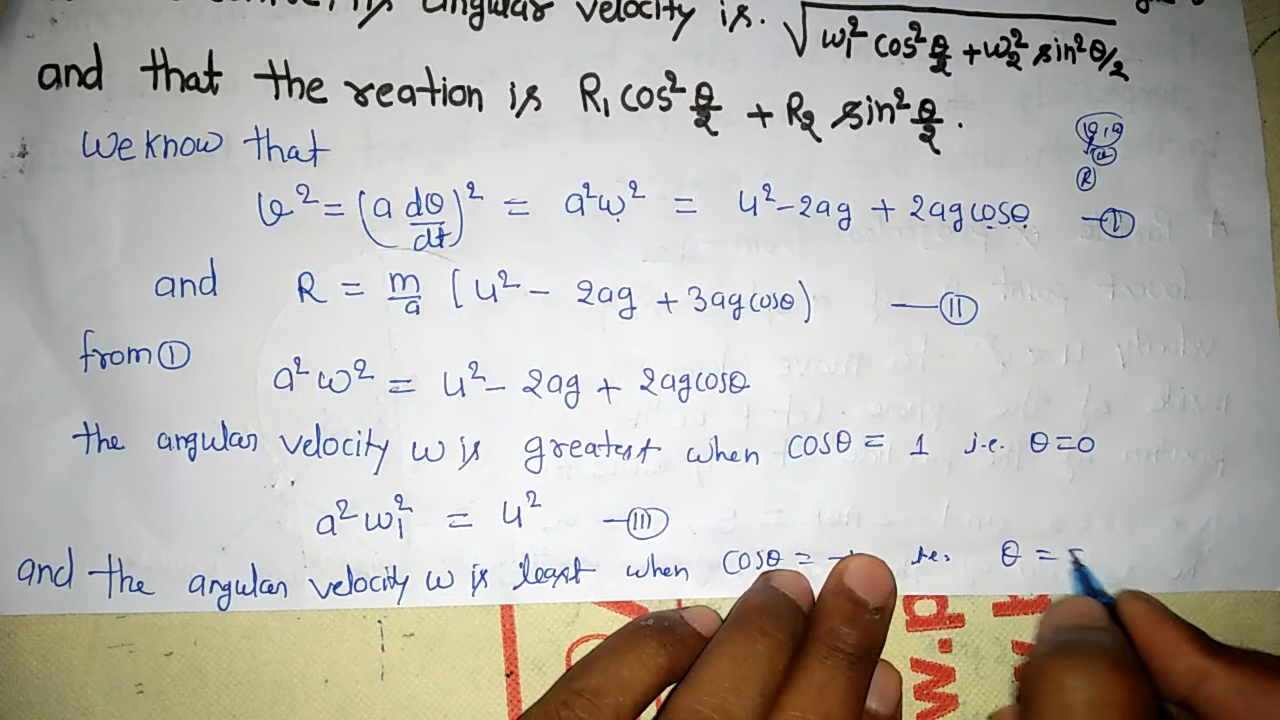 angular velocity is. √(ω₁² cos² θ/2 + ω₂² sin² θ/2)
and that the reation is R₁ cos² θ/2 + R₂ sin² θ/2 .
We know that
v² = (a dθ/dt)² = a²ω² = u² - 2ag + 2ag cosθ — Ⓘ
and R = m/a [u² - 2ag + 3ag cosθ) — Ⓘ Ⓘ
from Ⓘ
a²ω² = u² - 2ag + 2ag cosθ
the angular velocity ω is greatest when cosθ = 1 i.e. θ=0
a²ω₁² = u² — (III)
and the angular velocity ω is least when cosθ = i.e. θ =